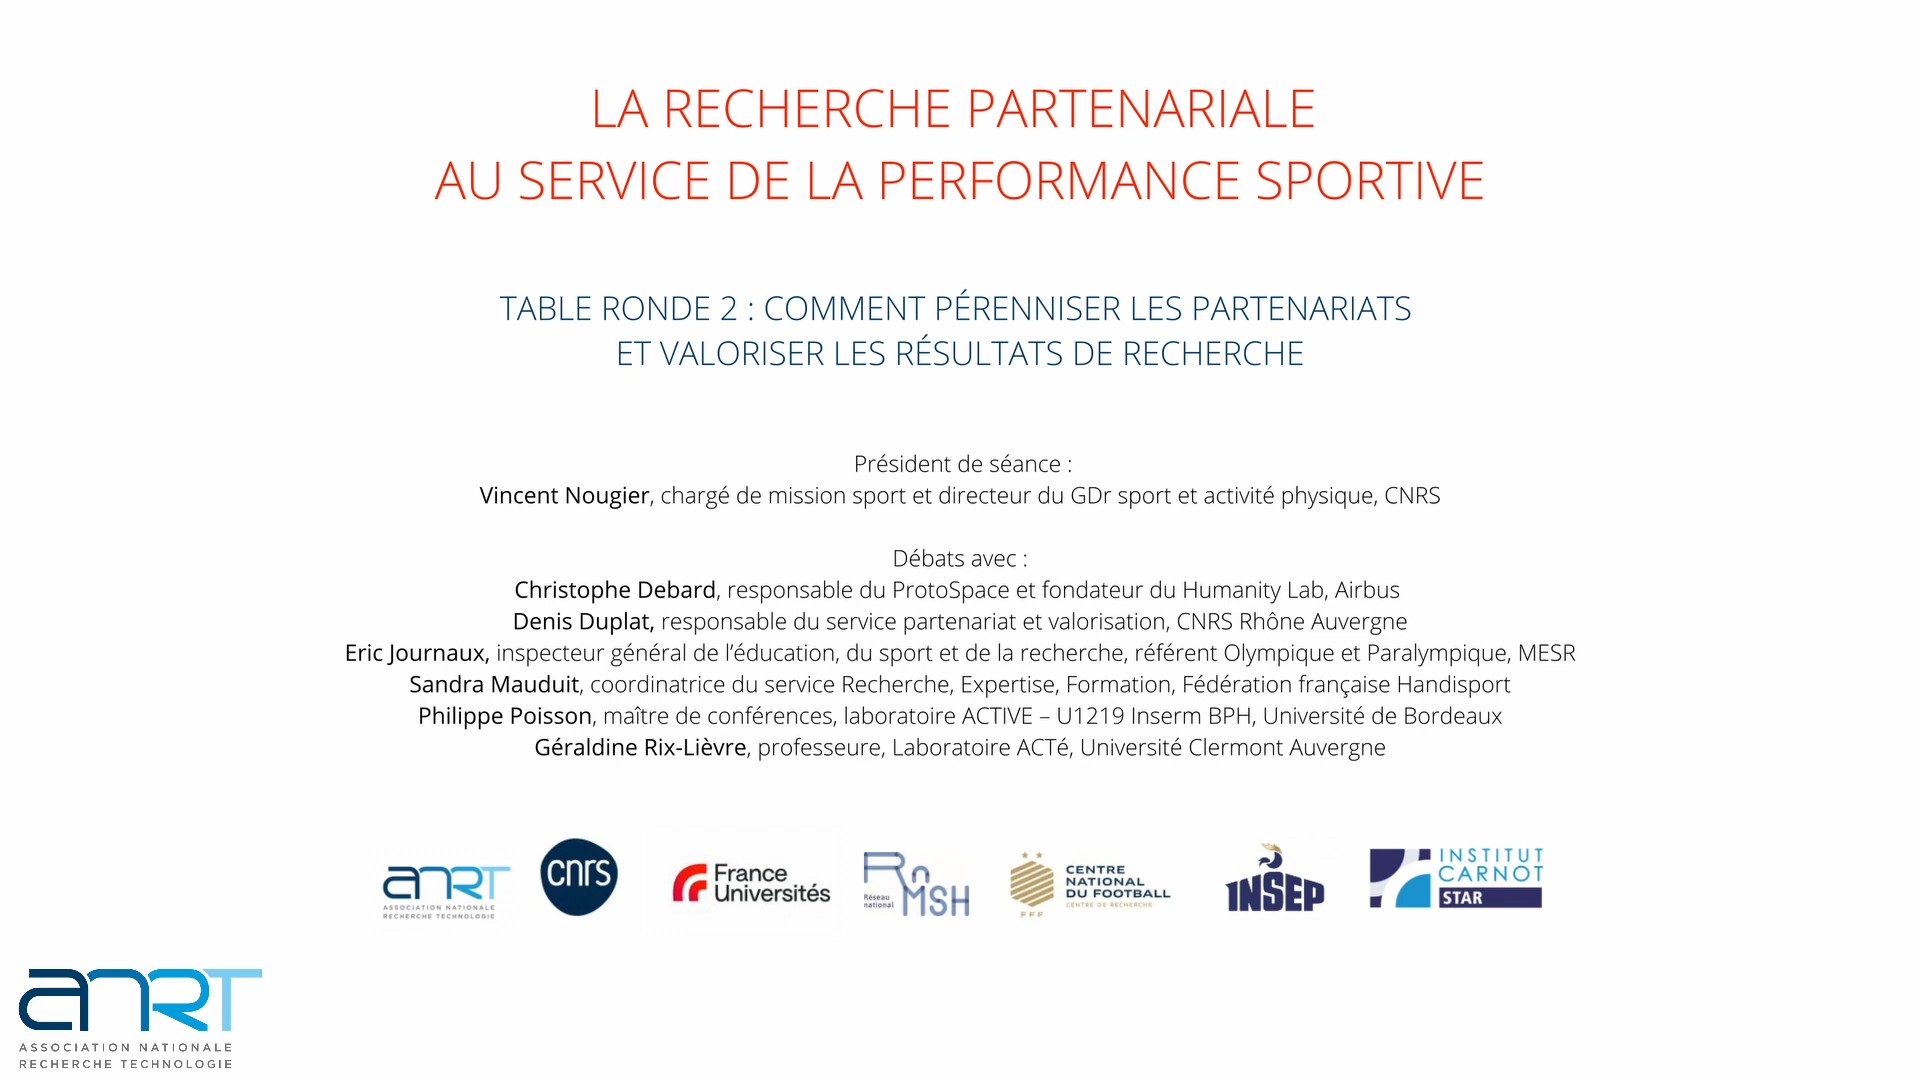 LA RECHERCHE PARTENARIALE
AU SERVICE DE LA PERFORMANCE SPORTIVE
TABLE RONDE 2 : COMMENT PÉRENNISER LES PARTENARIATS
ET VALORISER LES RÉSULTATS DE RECHERCHE
Président de séance :
Vincent Nougier, chargé de mission sport et directeur du GDr sport et activité physique, CNRS
Débats avec :
Christophe Debard, responsable du ProtoSpace et fondateur du Humanity Lab, Airbus
Denis Duplat, responsable du service partenariat et valorisation, CNRS Rhône Auvergne
Eric Journaux, inspecteur général de l’éducation, du sport et de la recherche, référent Olympique et Paralympique, MESR
Sandra Mauduit, coordinatrice du service Recherche, Expertise, Formation, Fédération française Handisport
Philippe Poisson, maître de conférences, laboratoire ACTIVE – U1219 Inserm BPH, Université de Bordeaux
Géraldine Rix-Lièvre, professeure, Laboratoire ACTé, Université Clermont Auvergne
ANRT
ASSOCIATION NATIONALE
RECHERCHE TECHNOLOGIE
cnrs
France
Universités
RnMSH
Réseau
national
CENTRE
NATIONAL
DU FOOTBALL
CENTRE DE RECHERCHE
FFF
INSEP
INSTITUT
CARNOT
STAR
ANRT
ASSOCIATION NATIONALE
RECHERCHE TECHNOLOGIE